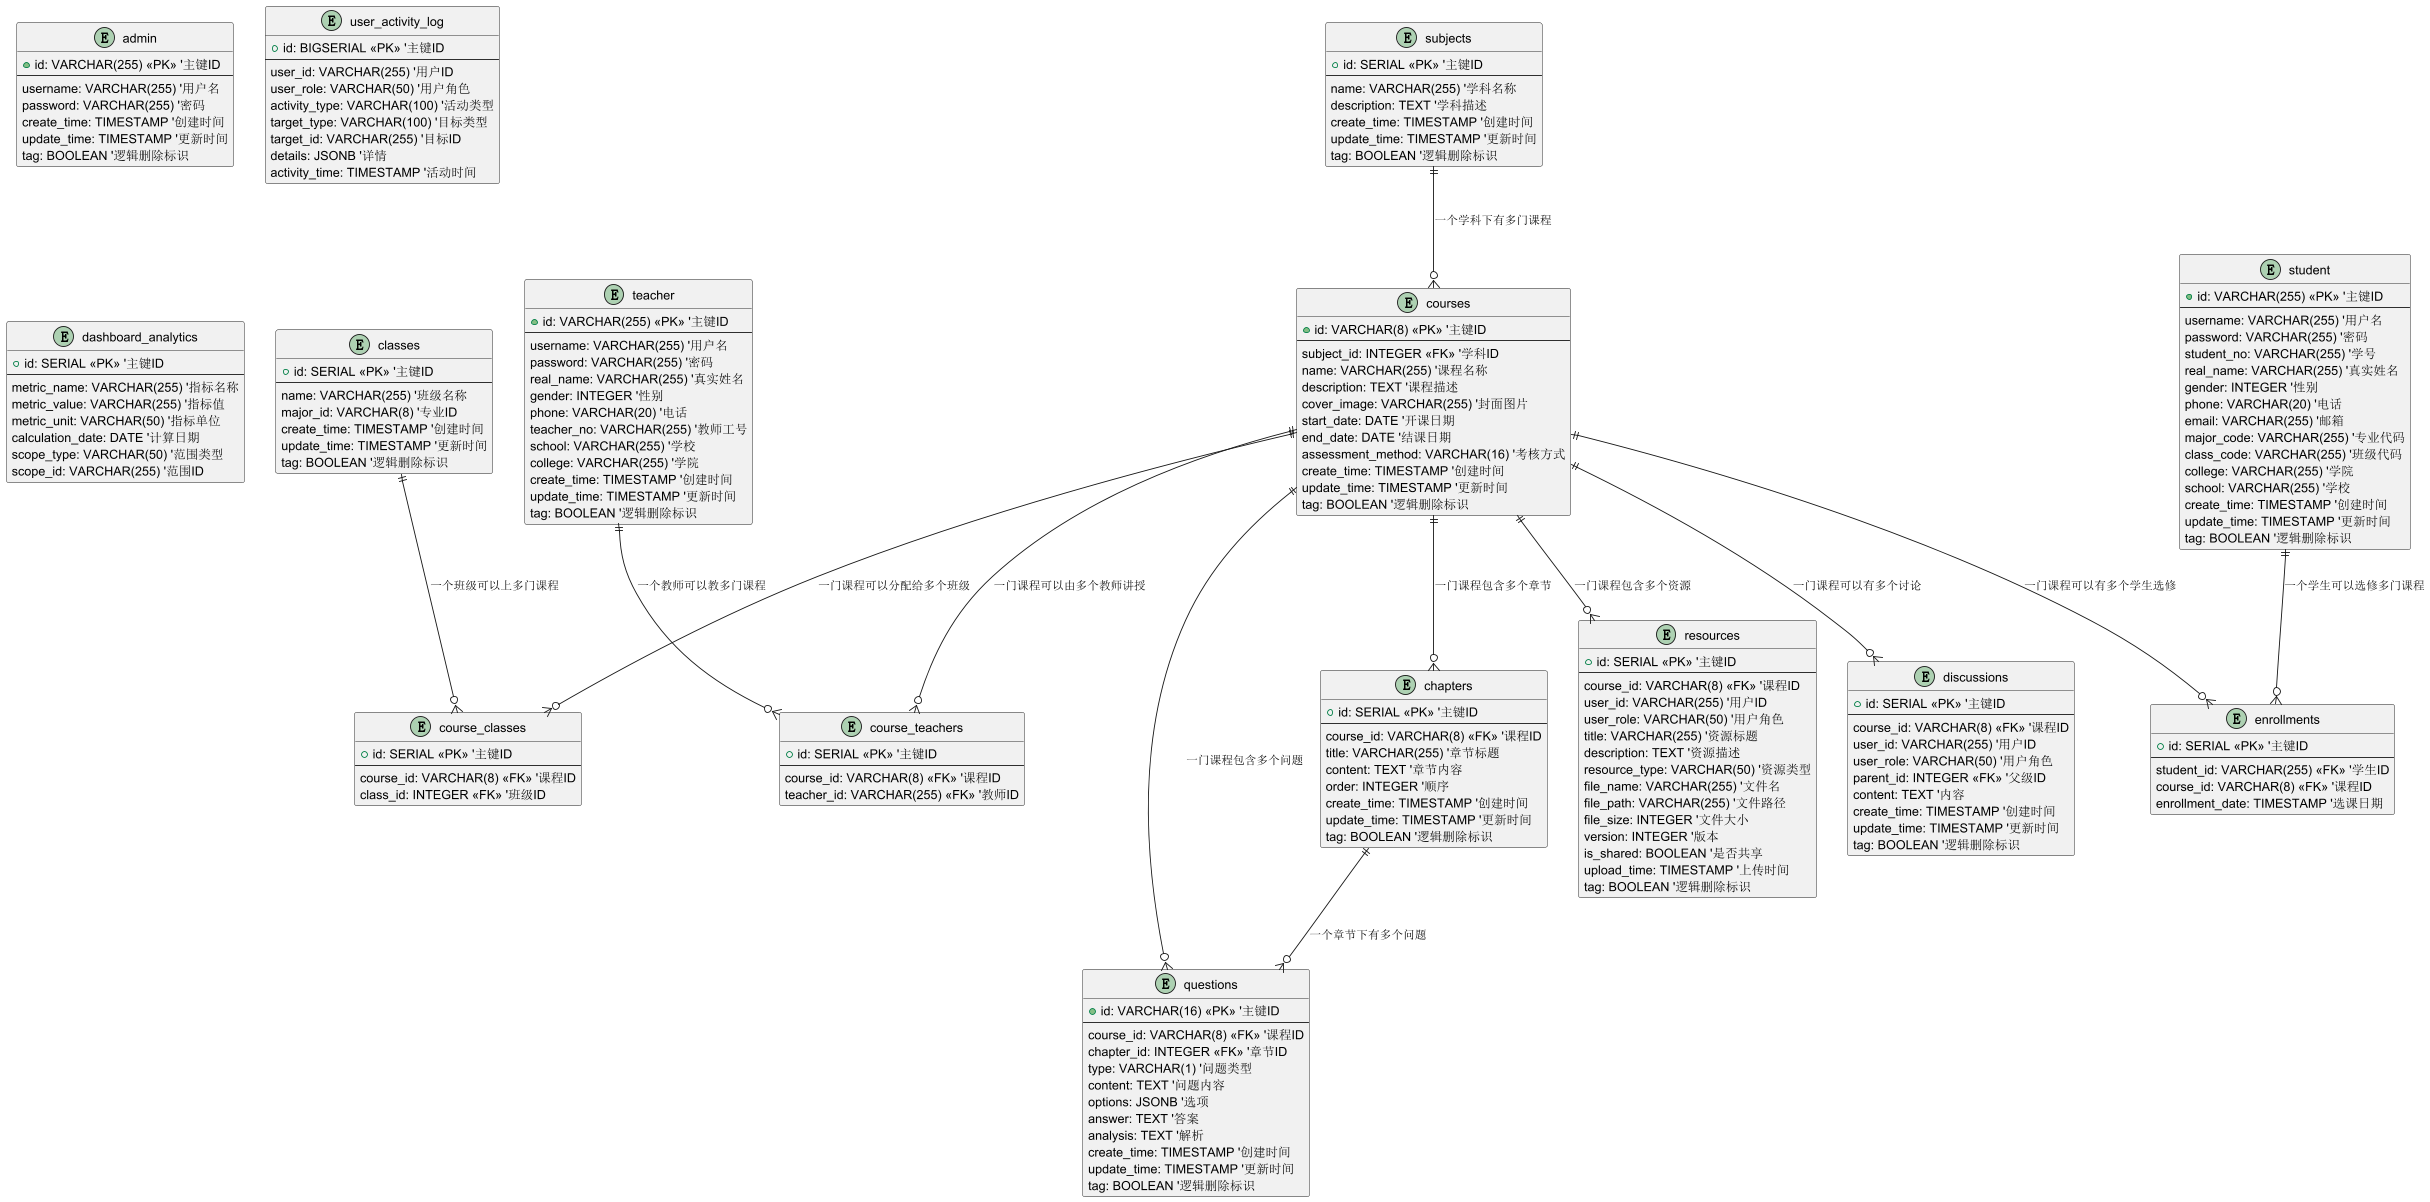 E admin
id: VARCHAR(255) «PK» '主键ID
username: VARCHAR(255) '用户名
password: VARCHAR(255) '密码
create_time: TIMESTAMP '创建时间
update_time: TIMESTAMP '更新时间
tag: BOOLEAN '逻辑删除标识
E user_activity_log
id: BIGSERIAL «PK» '主键ID
user_id: VARCHAR(255) '用户ID
user_role: VARCHAR(50) '用户角色
activity_type: VARCHAR(100) '活动类型
target_type: VARCHAR(100) '目标类型
target_id: VARCHAR(255) '目标ID
details: JSONB '详情
activity_time: TIMESTAMP '活动时间
E subjects
id: SERIAL «PK» '主键ID
name: VARCHAR(255) '学科名称
description: TEXT '学科描述
create_time: TIMESTAMP '创建时间
update_time: TIMESTAMP '更新时间
tag: BOOLEAN '逻辑删除标识
一个学科下有多门课程
E dashboard_analytics
id: SERIAL «PK» '主键ID
metric_name: VARCHAR(255) '指标名称
metric_value: VARCHAR(255) '指标值
metric_unit: VARCHAR(50) '指标单位
calculation_date: DATE '计算日期
scope_type: VARCHAR(50) '范围类型
scope_id: VARCHAR(255) '范围ID
E classes
id: SERIAL «PK» '主键ID
name: VARCHAR(255) '班级名称
major_id: VARCHAR(8) '专业ID
create_time: TIMESTAMP '创建时间
update_time: TIMESTAMP '更新时间
tag: BOOLEAN '逻辑删除标识
E teacher
id: VARCHAR(255) «PK» '主键ID
username: VARCHAR(255) '用户名
password: VARCHAR(255) '密码
real_name: VARCHAR(255) '真实姓名
gender: INTEGER '性别
phone: VARCHAR(20) '电话
teacher_no: VARCHAR(255) '教师工号
school: VARCHAR(255) '学校
college: VARCHAR(255) '学院
create_time: TIMESTAMP '创建时间
update_time: TIMESTAMP '更新时间
tag: BOOLEAN '逻辑删除标识
E courses
id: VARCHAR(8) «PK» '主键ID
subject_id: INTEGER «FK» '学科ID
name: VARCHAR(255) '课程名称
description: TEXT '课程描述
cover_image: VARCHAR(255) '封面图片
start_date: DATE '开课日期
end_date: DATE '结课日期
assessment_method: VARCHAR(16) '考核方式
create_time: TIMESTAMP '创建时间
update_time: TIMESTAMP '更新时间
tag: BOOLEAN '逻辑删除标识
E student
id: VARCHAR(255) «PK» '主键ID
username: VARCHAR(255) '用户名
password: VARCHAR(255) '密码
student_no: VARCHAR(255) '学号
real_name: VARCHAR(255) '真实姓名
gender: INTEGER '性别
phone: VARCHAR(20) '电话
email: VARCHAR(255) '邮箱
major_code: VARCHAR(255) '专业代码
class_code: VARCHAR(255) '班级代码
college: VARCHAR(255) '学院
school: VARCHAR(255) '学校
create_time: TIMESTAMP '创建时间
update_time: TIMESTAMP '更新时间
tag: BOOLEAN '逻辑删除标识
一个班级可以上多门课程
一个教师可以教多门课程
一门课程可以分配给多个班级
一门课程可以由多个教师讲授
一门课程包含多个章节
一门课程包含多个资源
一门课程可以有多个讨论
一门课程可以有多个学生选修
一个学生可以选修多门课程
E course_classes
id: SERIAL «PK» '主键ID
course_id: VARCHAR(8) «FK» '课程ID
class_id: INTEGER «FK» '班级ID
E course_teachers
id: SERIAL «PK» '主键ID
course_id: VARCHAR(8) «FK» '课程ID
teacher_id: VARCHAR(255) «FK» '教师ID
一门课程包含多个问题
E chapters
id: SERIAL «PK» '主键ID
course_id: VARCHAR(8) «FK» '课程ID
title: VARCHAR(255) '章节标题
content: TEXT '章节内容
order: INTEGER '顺序
create_time: TIMESTAMP '创建时间
update_time: TIMESTAMP '更新时间
tag: BOOLEAN '逻辑删除标识
E resources
id: SERIAL «PK» '主键ID
course_id: VARCHAR(8) «FK» '课程ID
user_id: VARCHAR(255) '用户ID
user_role: VARCHAR(50) '用户角色
title: VARCHAR(255) '资源标题
description: TEXT '资源描述
resource_type: VARCHAR(50) '资源类型
file_name: VARCHAR(255) '文件名
file_path: VARCHAR(255) '文件路径
file_size: INTEGER '文件大小
version: INTEGER '版本
is_shared: BOOLEAN '是否共享
upload_time: TIMESTAMP '上传时间
tag: BOOLEAN '逻辑删除标识
E discussions
id: SERIAL «PK» '主键ID
course_id: VARCHAR(8) «FK» '课程ID
user_id: VARCHAR(255) '用户ID
user_role: VARCHAR(50) '用户角色
parent_id: INTEGER «FK» '父级ID
content: TEXT '内容
create_time: TIMESTAMP '创建时间
update_time: TIMESTAMP '更新时间
tag: BOOLEAN '逻辑删除标识
E enrollments
id: SERIAL «PK» '主键ID
student_id: VARCHAR(255) «FK» '学生ID
course_id: VARCHAR(8) «FK» '课程ID
enrollment_date: TIMESTAMP '选课日期
一个章节下有多个问题
E questions
id: VARCHAR(16) «PK» '主键ID
course_id: VARCHAR(8) «FK» '课程ID
chapter_id: INTEGER «FK» '章节ID
type: VARCHAR(1) '问题类型
content: TEXT '问题内容
options: JSONB '选项
answer: TEXT '答案
analysis: TEXT '解析
create_time: TIMESTAMP '创建时间
update_time: TIMESTAMP '更新时间
tag: BOOLEAN '逻辑删除标识